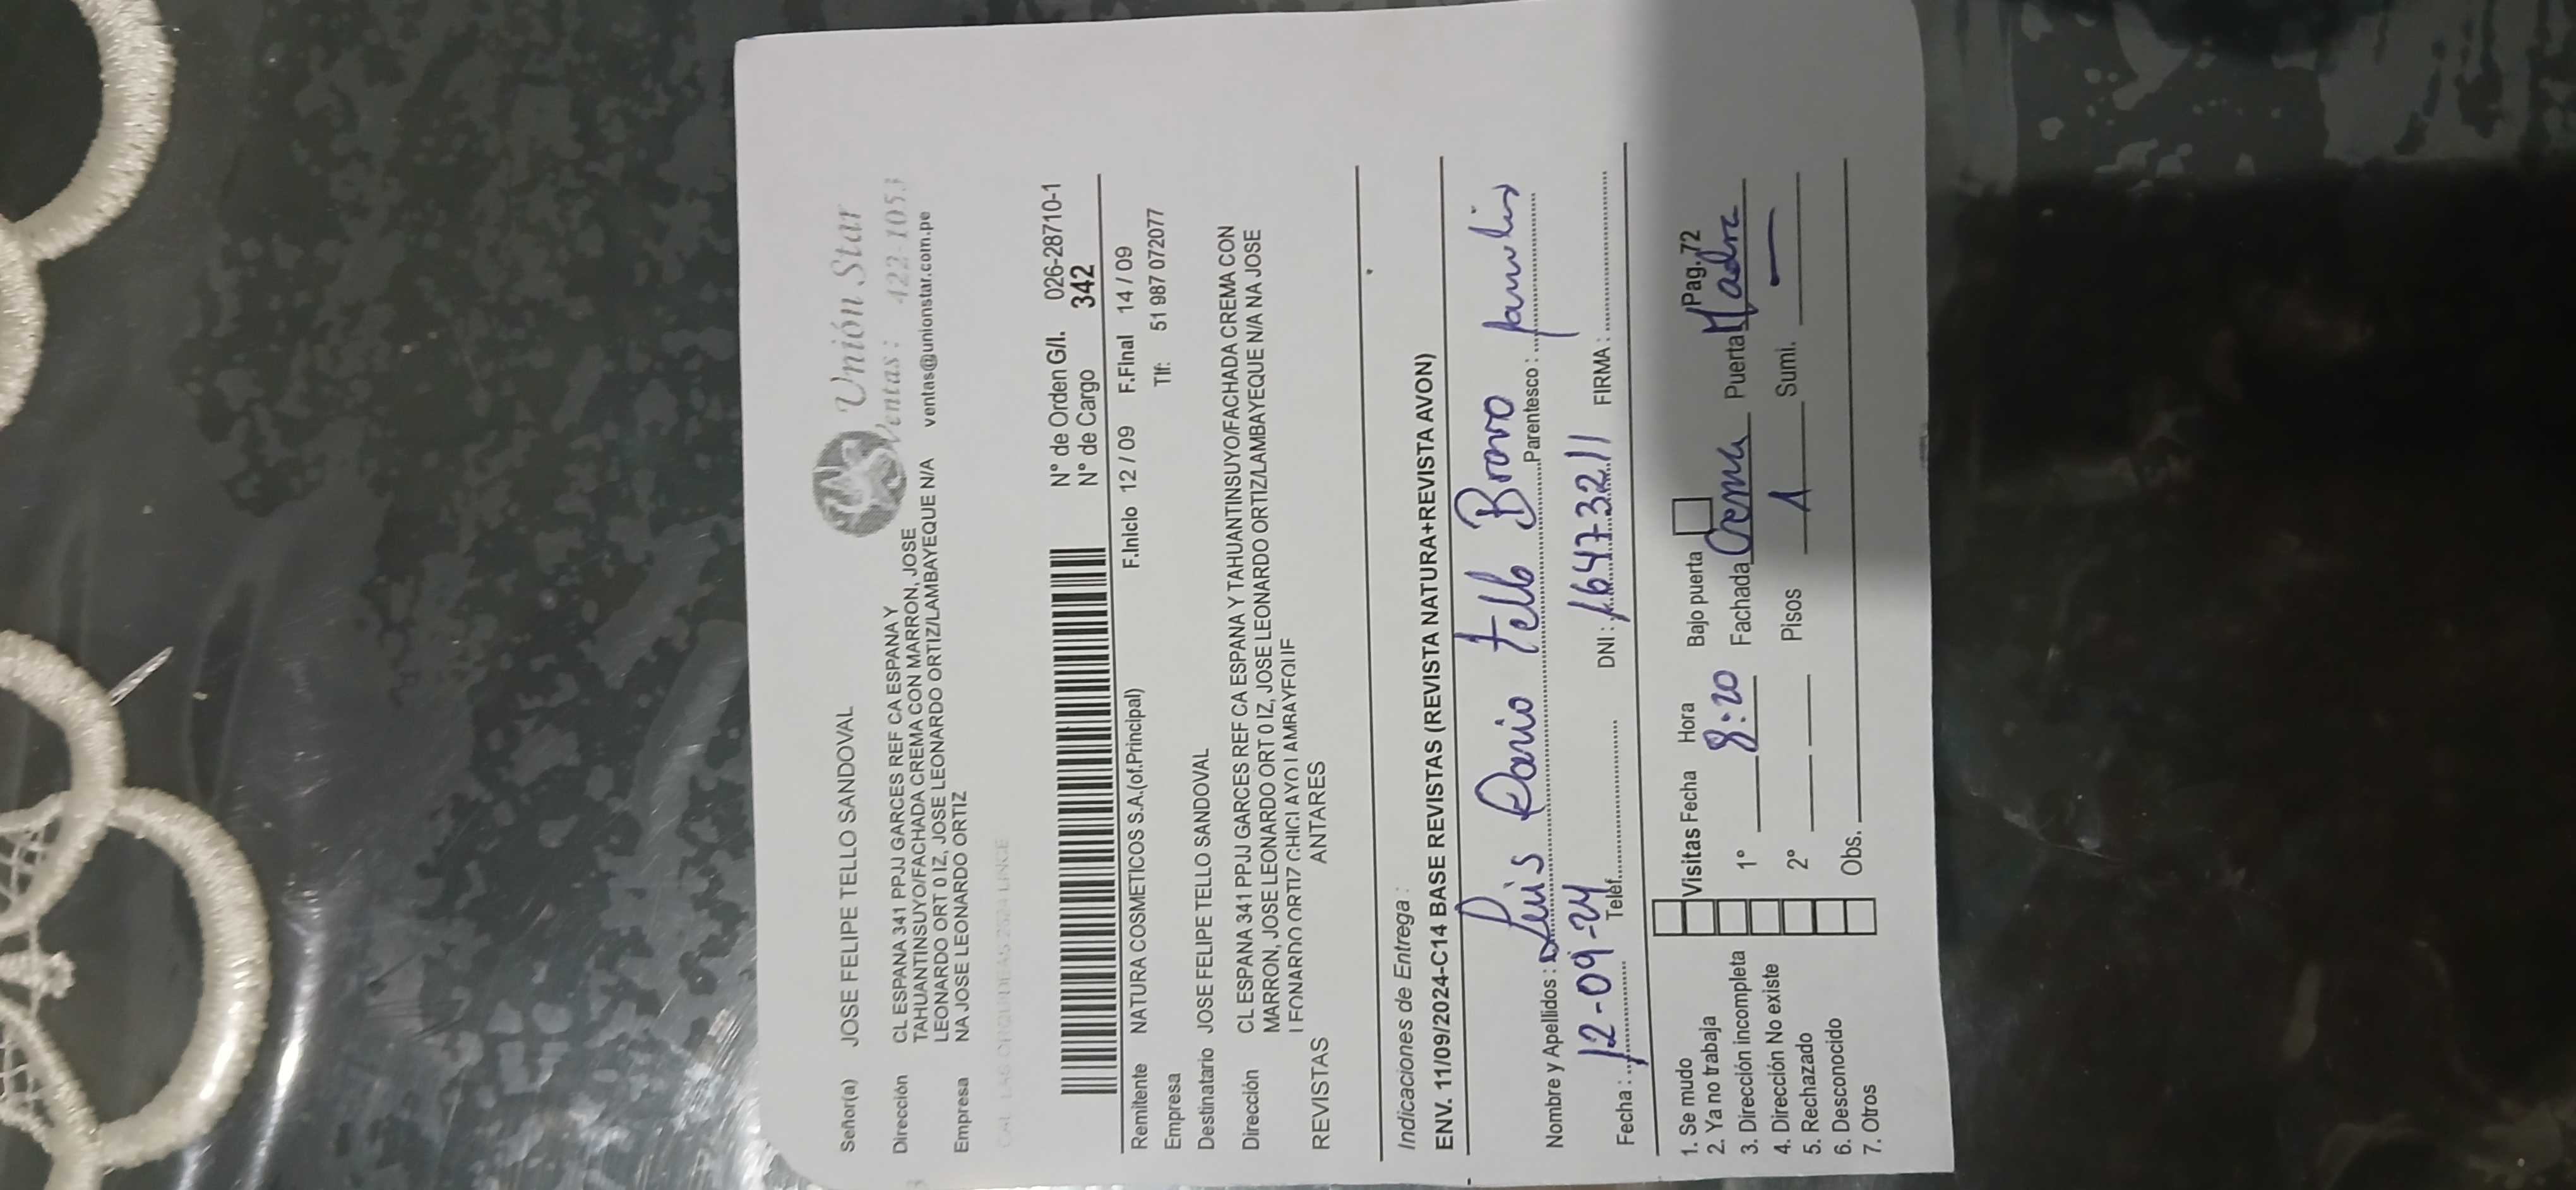 Unión Star
Ventas: 422-1053
ventas@unionstar.com.pe
Señor(a) JOSE FELIPE TELLO SANDOVAL
Dirección CL ESPANA 341 PPJJ GARCES REF CA ESPANA Y
TAHUANTINSUYO/FACHADA CREMA CON MARRON, JOSE
LEONARDO ORT 0 IZ, JOSE LEONARDO ORTIZ/LAMBAYEQUE N/A
Empresa NA JOSE LEONARDO ORTIZ
N° de Orden G/I. 026-28710-1
N° de Cargo 342
Remitente NATURA COSMETICOS S.A.(of.Principal) F.Inicio 12 / 09 F.FInal 14 / 09
Empresa Tlf: 51 987 072077
Destinatario JOSE FELIPE TELLO SANDOVAL
Dirección CL ESPANA 341 PPJJ GARCES REF CA ESPANA Y TAHUANTINSUYO/FACHADA CREMA CON
MARRON, JOSE LEONARDO ORT 0 IZ, JOSE LEONARDO ORTIZ/LAMBAYEQUE N/A NA JOSE
REVISTAS ANTARES
Indicaciones de Entrega :
ENV. 11/09/2024-C14 BASE REVISTAS (REVISTA NATURA+REVISTA AVON)
Nombre y Apellidos : Luis Dario Tello Bravo Parentesco :
Fecha : 12-09-24 Telef. DNI : 16473211 FIRMA :
Pag.72
1. Se mudo Visitas Fecha Hora Bajo puerta
2. Ya no trabaja
3. Dirección incompleta 1° 8:20 Fachada Crema Puerta Madra
4. Dirección No existe
5. Rechazado 2° Pisos 1 Sumi. —
6. Desconocido
7. Otros Obs.